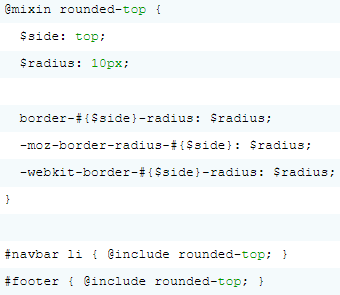 @mixin rounded-top {
  $side: top;
  $radius: 10px;

  border-#{$side}-radius: $radius;
  -moz-border-radius-#{$side}: $radius;
  -webkit-border-#{$side}-radius: $radius;
}

#navbar li { @include rounded-top; }
#footer { @include rounded-top; }